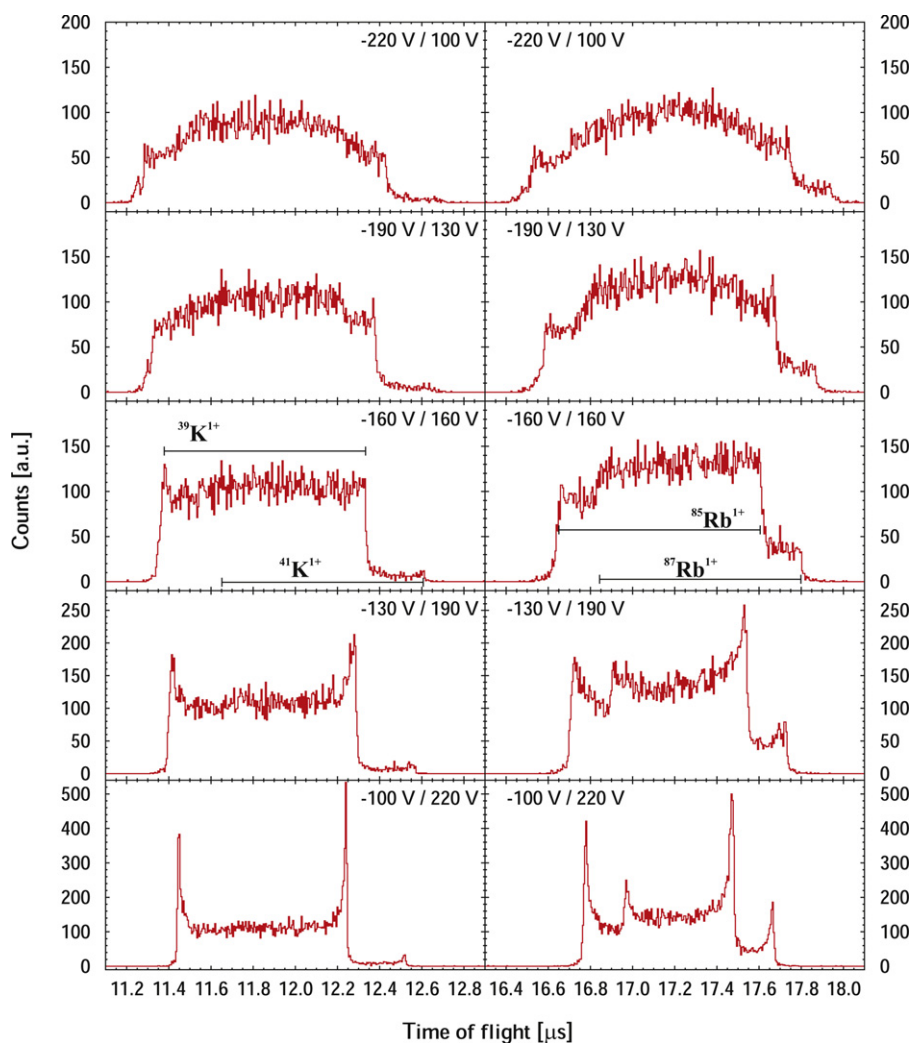 200 -220 V / 100 V -220 V / 100 V 200
150 150
100 100
50 50
0 0
-190 V / 130 V -190 V / 130 V
150 150
100 100
50 50
0 0
-160 V / 160 V -160 V / 160 V
³⁹K¹⁺
150 150
100 100
⁸⁵Rb¹⁺
50 50
⁴¹K¹⁺ ⁸⁷Rb¹⁺
0 0
Counts [a.u.]
-130 V / 190 V -130 V / 190 V
250 250
200 200
150 150
100 100
50 50
0 0
-100 V / 220 V -100 V / 220 V
500 500
400 400
300 300
200 200
100 100
0 0
11.2 11.4 11.6 11.8 12.0 12.2 12.4 12.6 12.8 16.4 16.6 16.8 17.0 17.2 17.4 17.6 17.8 18.0
Time of flight [μs]